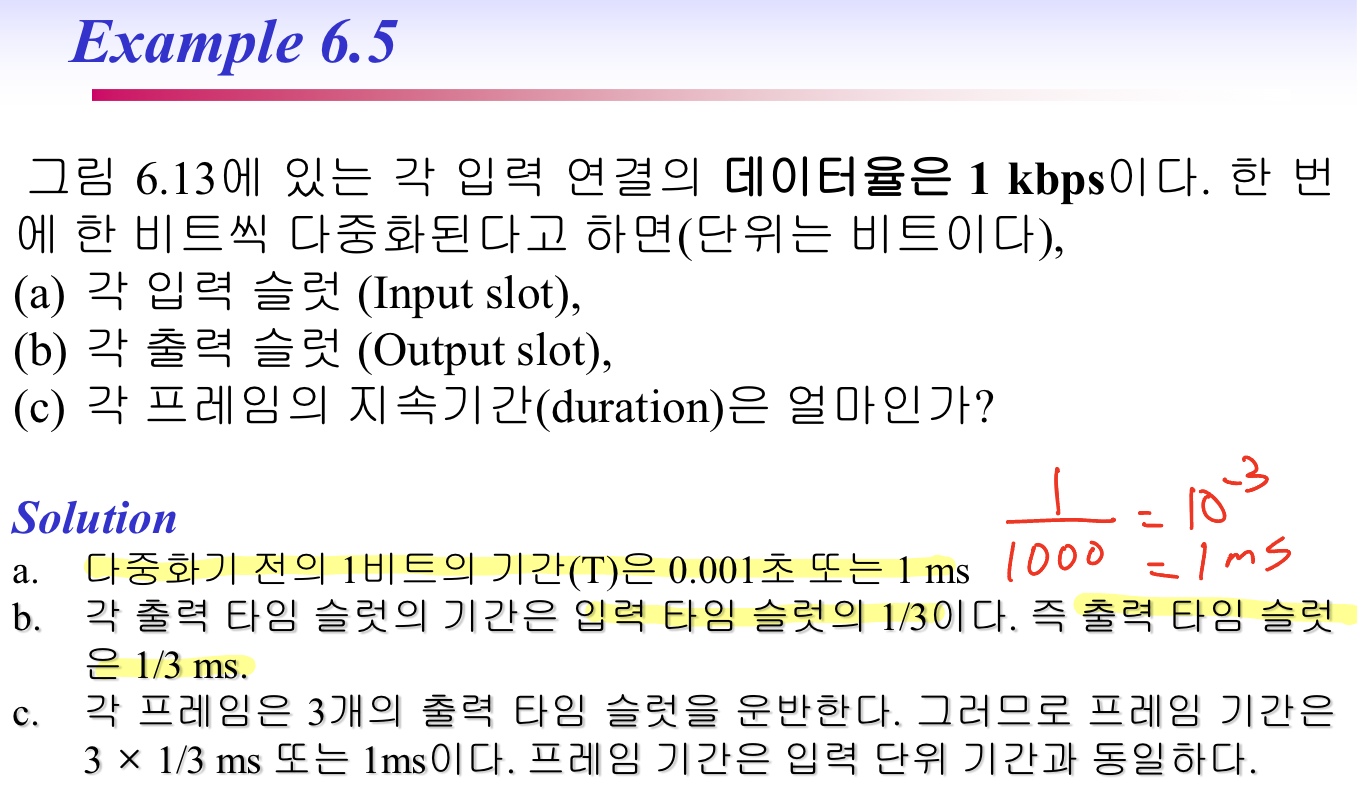 Example 6.5
그림 6.13에 있는 각 입력 연결의 데이터율은 1 kbps이다. 한 번
에 한 비트씩 다중화된다고 하면(단위는 비트이다),
(a) 각 입력 슬럿 (Input slot),
(b) 각 출력 슬럿 (Output slot),
(c) 각 프레임의 지속기간(duration)은 얼마인가?
Solution
1/1000 = 10^-3
= 1ms
a. 다중화기 전의 1비트의 기간(T)은 0.001초 또는 1 ms
b. 각 출력 타임 슬럿의 기간은 입력 타임 슬럿의 1/3이다. 즉 출력 타임 슬럿
은 1/3 ms.
c. 각 프레임은 3개의 출력 타임 슬럿을 운반한다. 그러므로 프레임 기간은
3 × 1/3 ms 또는 1ms이다. 프레임 기간은 입력 단위 기간과 동일하다.